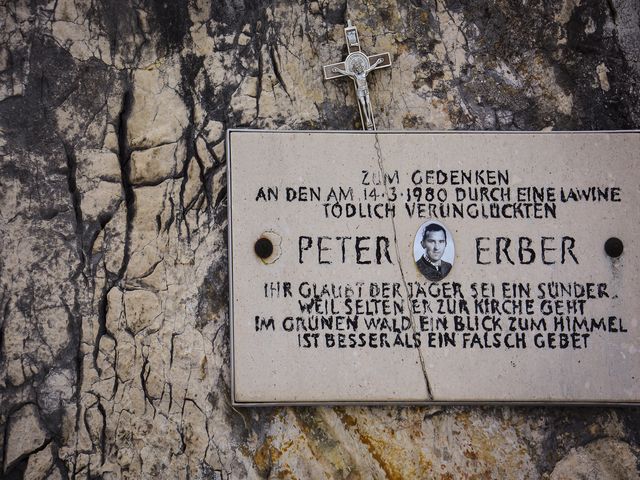 ZUM GEDENKEN
AN DEN AM 14·3·1980 DURCH EINE LAWINE
TÖDLICH VERUNGLÜCKTEN
PETER ERBER
IHR GLAUBT DER JÄGER SEI EIN SÜNDER
WEIL SELTEN ER ZUR KIRCHE GEHT
IM GRÜNEN WALD EIN BLICK ZUM HIMMEL
IST BESSER ALS EIN FALSCH GEBET